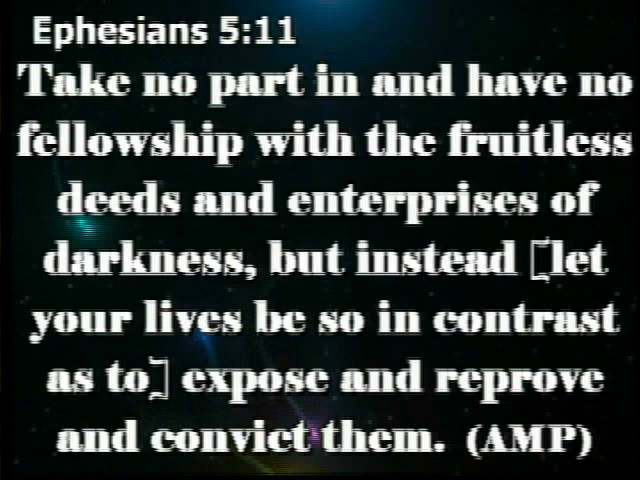 Ephesians 5:11
Take no part in and have no
fellowship with the fruitless
deeds and enterprises of
darkness, but instead [let
your lives be so in contrast
as to] expose and reprove
and convict them. (AMP)